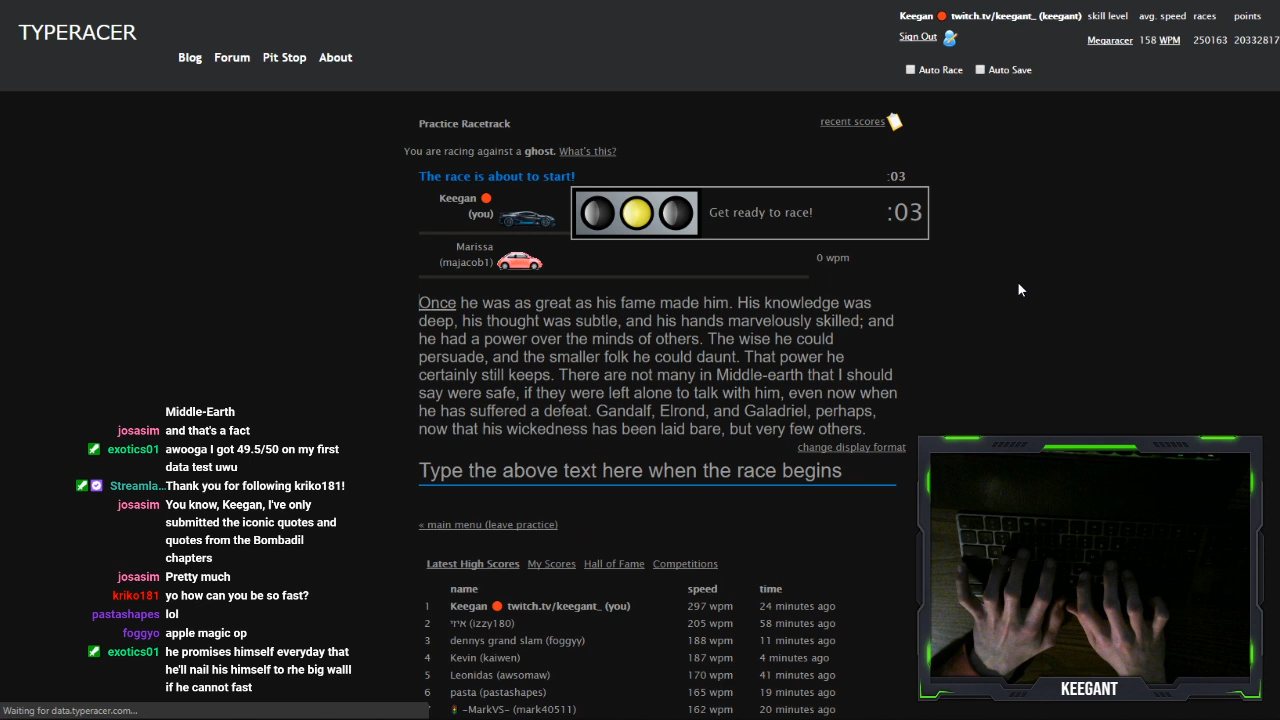 TYPERACER
Blog Forum Pit Stop About
Keegan twitch.tv/keegant_ (keegant) skill level avg. speed races points
Sign Out Megaracer 158 WPM 250163 20332817
Auto Race Auto Save
Practice Racetrack
recent scores
You are racing against a ghost. What's this?
The race is about to start! :03
Keegan
(you)
Get ready to race! :03
Marissa
(majacob1)
0 wpm
Once he was as great as his fame made him. His knowledge was
deep, his thought was subtle, and his hands marvelously skilled; and
he had a power over the minds of others. The wise he could
persuade, and the smaller folk he could daunt. That power he
certainly still keeps. There are not many in Middle-earth that I should
say were safe, if they were left alone to talk with him, even now when
he has suffered a defeat. Gandalf, Elrond, and Galadriel, perhaps,
now that his wickedness has been laid bare, but very few others.
change display format
Type the above text here when the race begins
« main menu (leave practice)
Latest High Scores My Scores Hall of Fame Competitions
name speed time
1 Keegan twitch.tv/keegant_ (you) 297 wpm 24 minutes ago
2 איזי (izzy180) 205 wpm 58 minutes ago
3 dennys grand slam (foggyy) 188 wpm 11 minutes ago
4 Kevin (kaiwen) 187 wpm 4 minutes ago
5 Leonidas (awsomaw) 170 wpm 41 minutes ago
6 pasta (pastashapes) 165 wpm 19 minutes ago
~MarkVS~ (mark40511) 162 wpm 20 minutes ago
Middle-Earth
josasim and that's a fact
exotics01 awooga I got 49.5/50 on my first
data test uwu
Streamla... Thank you for following kriko181!
josasim You know, Keegan, I've only
submitted the iconic quotes and
quotes from the Bombadil
chapters
josasim Pretty much
kriko181 yo how can you be so fast?
pastashapes lol
foggyo apple magic op
exotics01 he promises himself everyday that
he'll nail his himself to rhe big walll
if he cannot fast
Waiting for data.typeracer.com...
KEEGANT